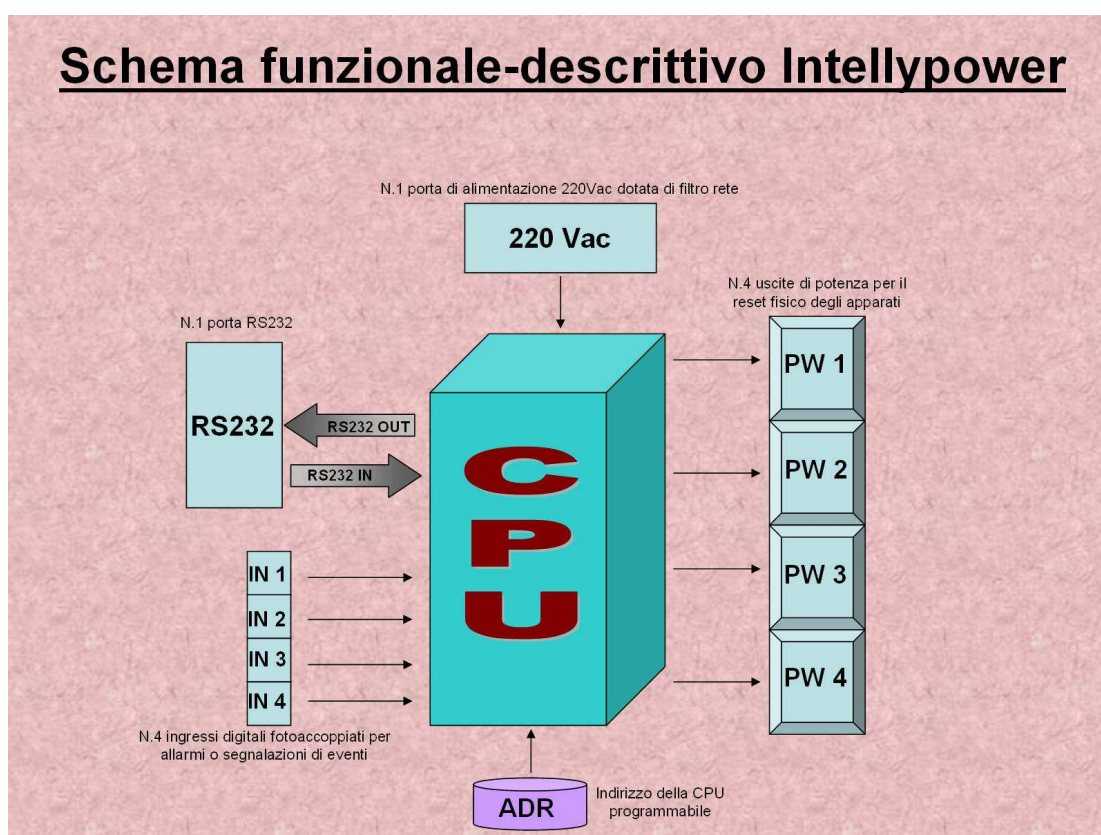 Schema funzionale-descrittivo Intellypower
N.1 porta di alimentazione 220Vac dotata di filtro rete
220 Vac
N.4 uscite di potenza per il
reset fisico degli apparati
N.1 porta RS232
RS232
RS232 OUT
RS232 IN
C
P
U
PW 1
PW 2
PW 3
PW 4
IN 1
IN 2
IN 3
IN 4
N.4 ingressi digitali fotoaccoppiati per
allarmi o segnalazioni di eventi
ADR
Indirizzo della CPU
programmabile